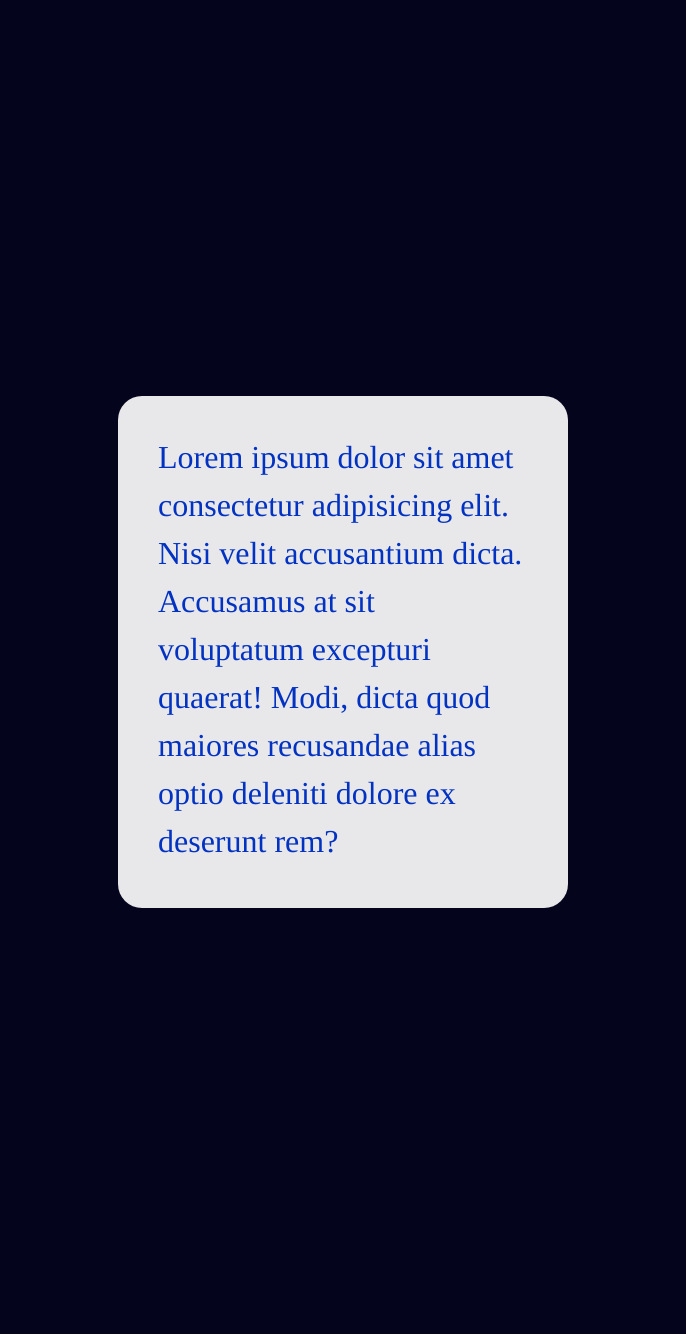 Lorem ipsum dolor sit amet
consectetur adipisicing elit.
Nisi velit accusantium dicta.
Accusamus at sit
voluptatum excepturi
quaerat! Modi, dicta quod
maiores recusandae alias
optio deleniti dolore ex
deserunt rem?